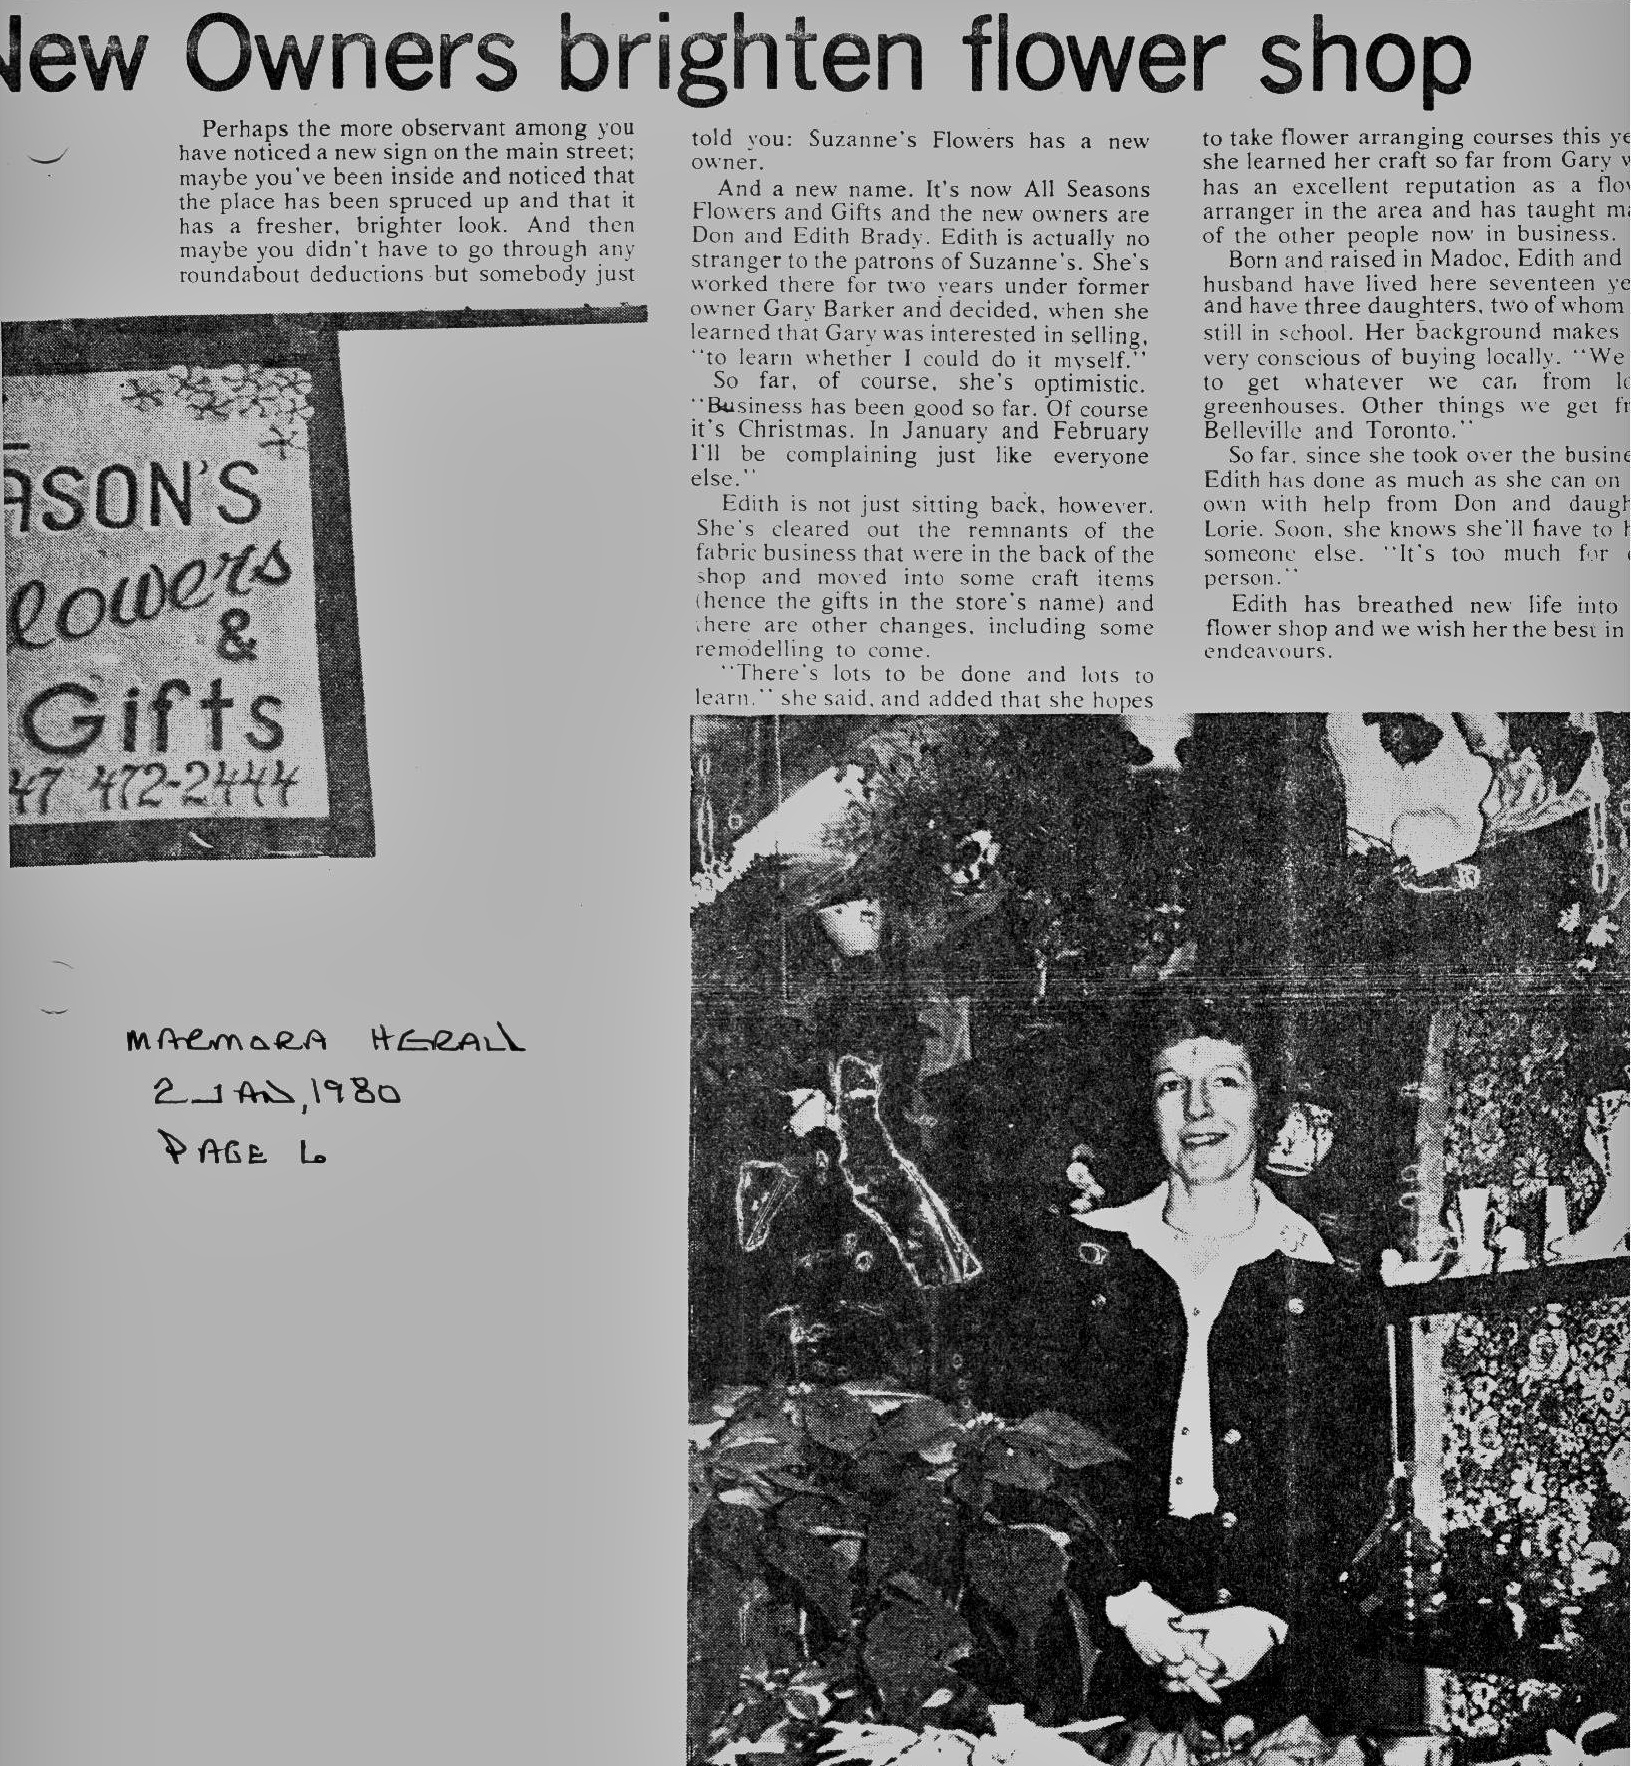 New Owners brighten flower shop
Perhaps the more observant among you
have noticed a new sign on the main street;
maybe you've been inside and noticed that
the place has been spruced up and that it
has a fresher, brighter look. And then
maybe you didn't have to go through any
roundabout deductions but somebody just
told you: Suzanne's Flowers has a new
owner.
And a new name. It's now All Seasons
Flowers and Gifts and the new owners are
Don and Edith Brady. Edith is actually no
stranger to the patrons of Suzanne's. She's
worked there for two years under former
owner Gary Barker and decided, when she
learned that Gary was interested in selling,
"to learn whether I could do it myself."
So far, of course, she's optimistic.
"Business has been good so far. Of course
it's Christmas. In January and February
I'll be complaining just like everyone
else."
Edith is not just sitting back, however.
She's cleared out the remnants of the
fabric business that were in the back of the
shop and moved into some craft items
(hence the gifts in the store's name) and
there are other changes, including some
remodelling to come.
"There's lots to be done and lots to
learn." she said, and added that she hopes
to take flower arranging courses this ye
she learned her craft so far from Gary w
has an excellent reputation as a flo
arranger in the area and has taught ma
of the other people now in business.
Born and raised in Madoc, Edith and
husband have lived here seventeen ye
and have three daughters, two of whom
still in school. Her background makes
very conscious of buying locally. "We
to get whatever we can from lo
greenhouses. Other things we get fr
Belleville and Toronto."
So far, since she took over the busine
Edith has done as much as she can on
own with help from Don and daugh
Lorie. Soon, she knows she'll have to h
someone else. "It's too much for
person."
Edith has breathed new life into
flower shop and we wish her the best in
endeavours.
ASON'S
lowers
&
Gifts
47 472-2444
MARMORA HERALD
2 JAN, 1980
PAGE 6